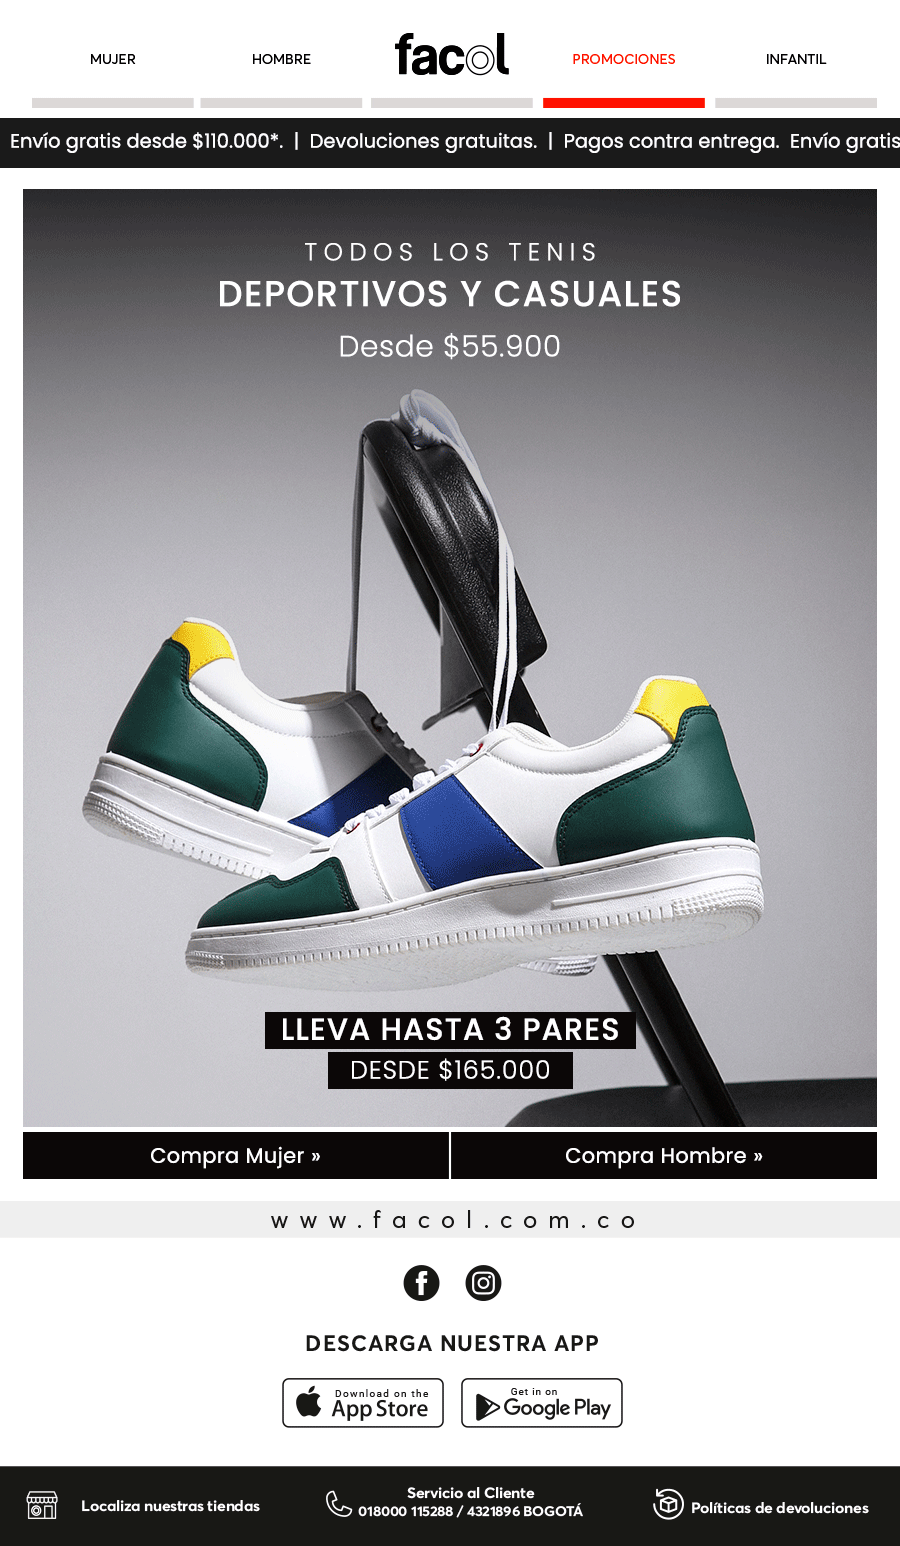 MUJER
HOMBRE
facol
PROMOCIONES
INFANTIL
Envío gratis desde $110.000*. | Devoluciones gratuitas. | Pagos contra entrega. Envío gratis
TODOS LOS TENIS
DEPORTIVOS Y CASUALES
Desde $55.900
LLEVA HASTA 3 PARES
DESDE $165.000
Compra Mujer »
Compra Hombre »
www.facol.com.co
DESCARGA NUESTRA APP
Download on the
App Store
Get in on
Google Play
Localiza nuestras tiendas
Servicio al Cliente
018000 115288 / 4321896 BOGOTÁ
Políticas de devoluciones